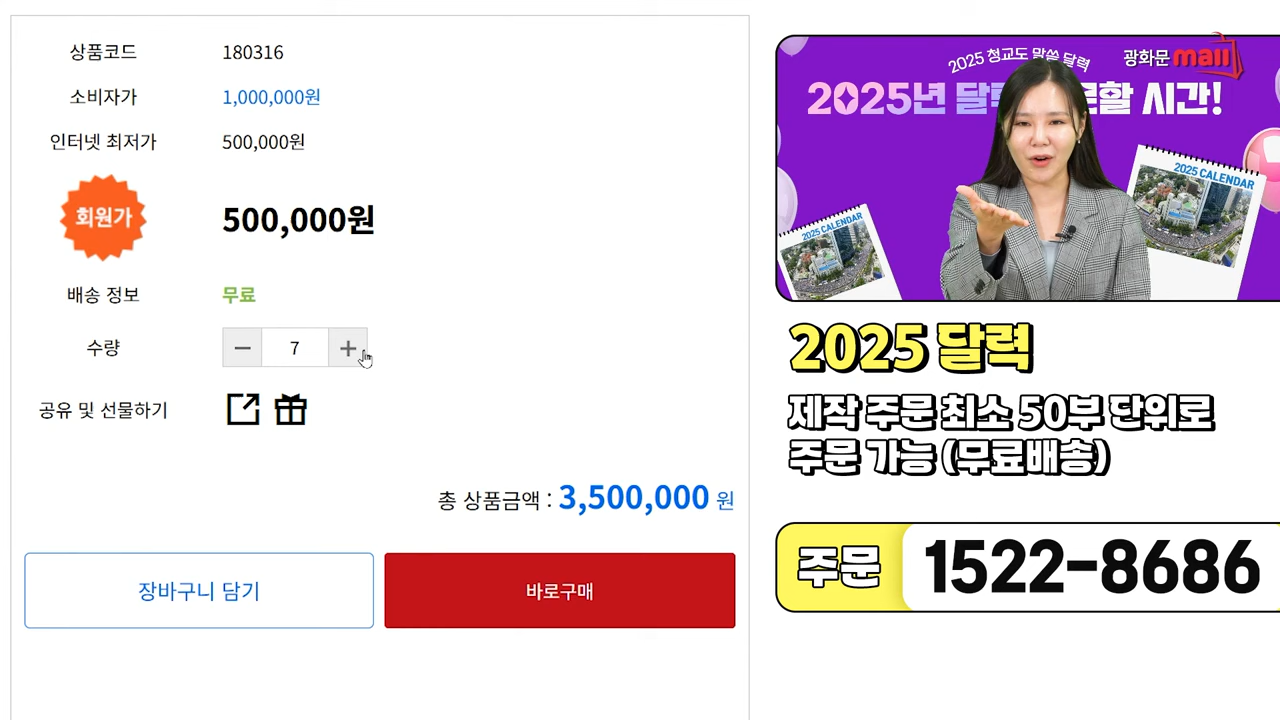 상품코드 180316
소비자가 1,000,000원
인터넷 최저가 500,000원
회원가 500,000원
배송 정보 무료
수량 7
공유 및 선물하기
총 상품금액 : 3,500,000 원
장바구니 담기
바로구매
2025 청교도 말씀 달력
광화문 mall
2025년 달력 할 시간!
2025 CALENDAR
2025 CALENDAR
2025 달력
제작 주문 최소 50부 단위로
주문 가능 (무료배송)
주문 1522-8686